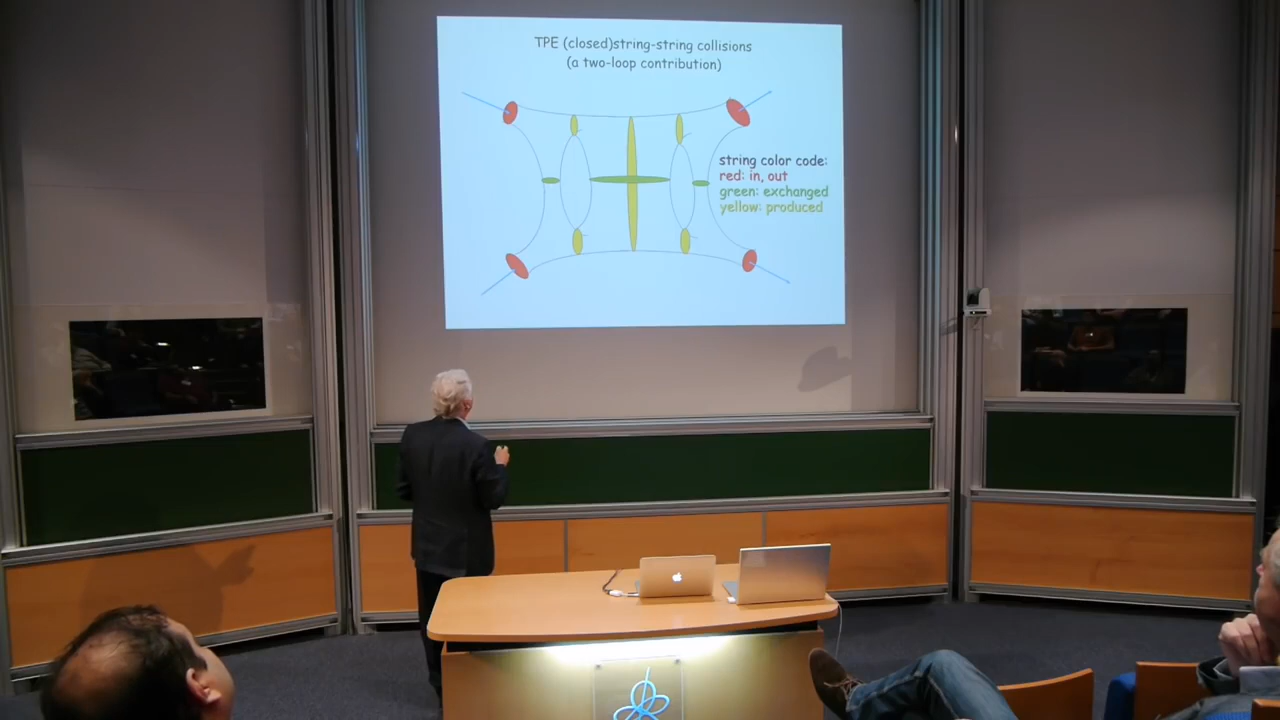 TPE (closed)string-string collisions
(a two-loop contribution)
string color code:
red: in, out
green: exchanged
yellow: produced